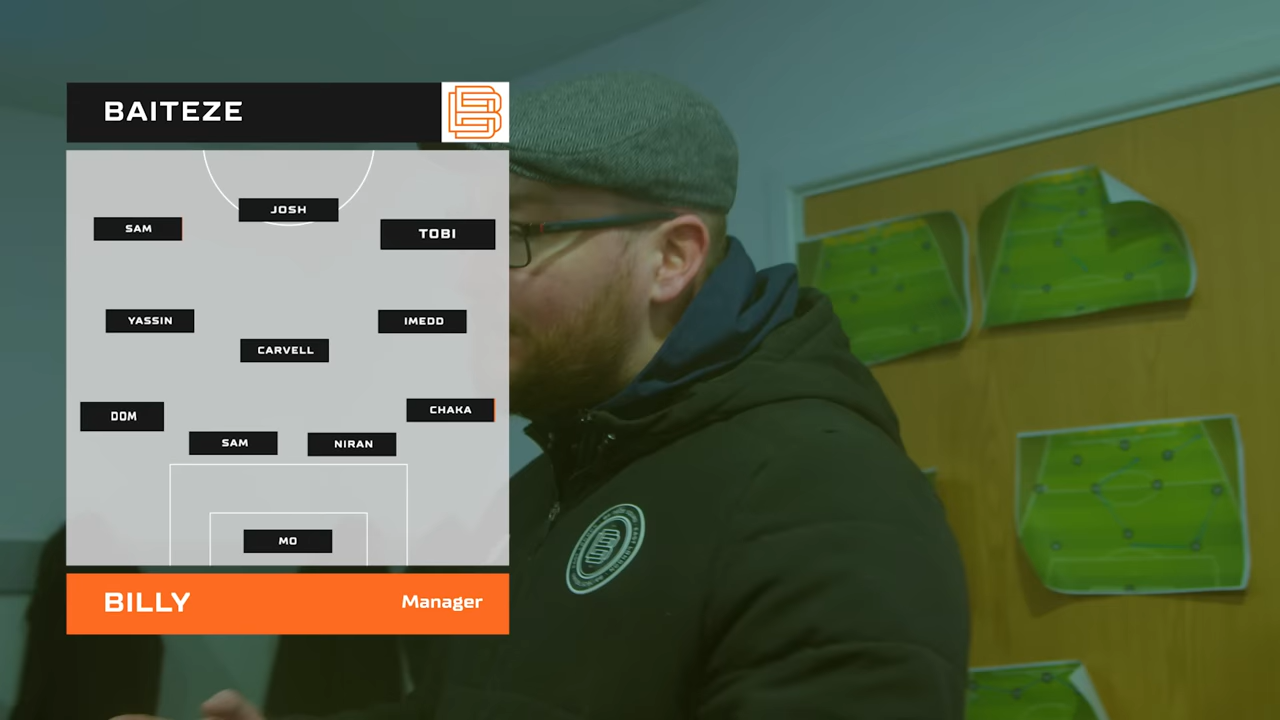 BAITEZE
JOSH
SAM
TOBI
YASSIN
IMEDD
CARVELL
DOM
CHAKA
SAM
NIRAN
MO
BILLY
Manager